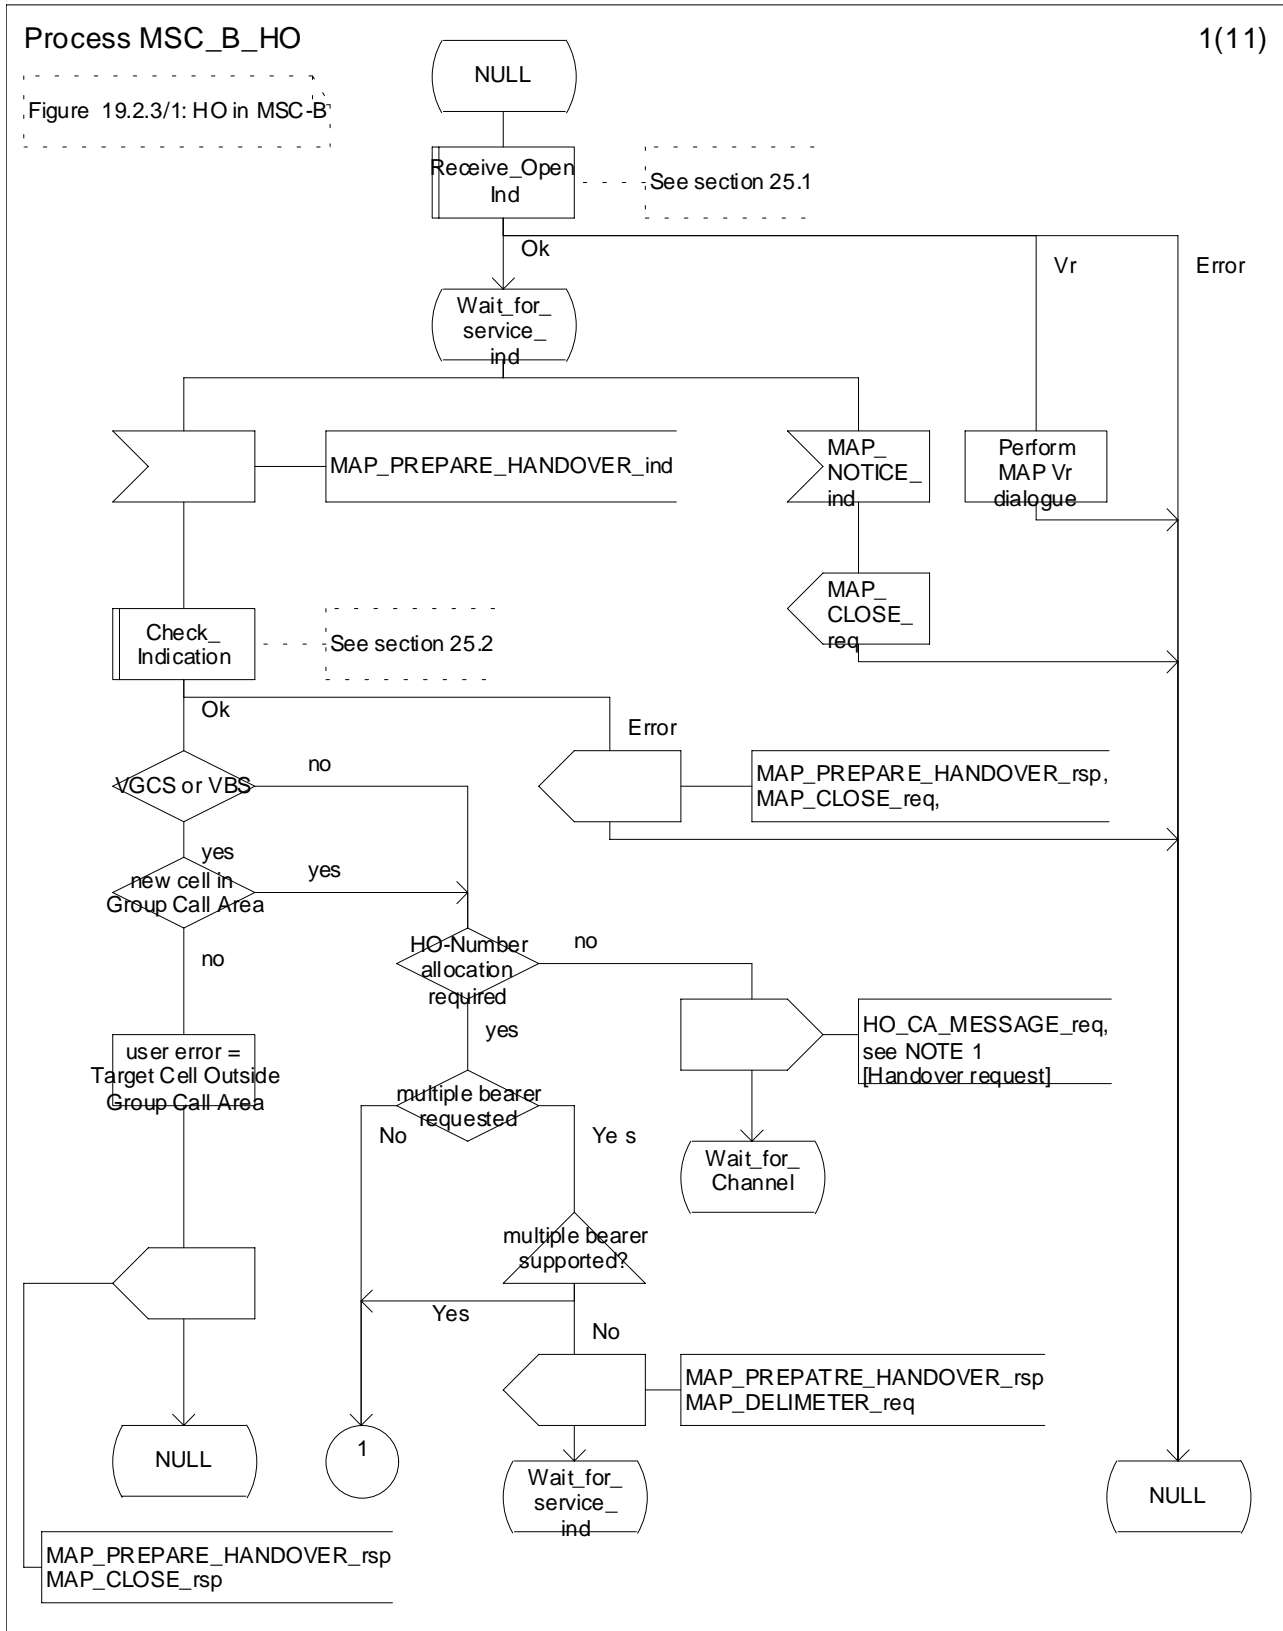 Process MSC_B_HO
1(11)
Figure 19.2.3/1: HO in MSC-B
NULL
Receive_Open
Ind
See section 25.1
Ok
Vr
Error
Wait_for_
service_
ind
MAP_PREPARE_HANDOVER_ind
MAP_
NOTICE_
ind
Perform
MAP Vr
dialogue
MAP_
CLOSE_
req
Check_
Indication
See section 25.2
Ok
Error
VGCS or VBS
no
MAP_PREPARE_HANDOVER_rsp,
MAP_CLOSE_req,
yes
new cell in
Group Call Area
yes
no
HO-Number
allocation
required
no
yes
HO_CA_MESSAGE_req,
see NOTE 1
[Handover request]
user error =
Target Cell Outside
Group Call Area
multiple bearer
requested
No
Ye s
Wait_for_
Channel
multiple bearer
supported?
Yes
No
MAP_PREPATRE_HANDOVER_rsp
MAP_DELIMETER_req
NULL
1
Wait_for_
service_
ind
NULL
MAP_PREPARE_HANDOVER_rsp
MAP_CLOSE_rsp